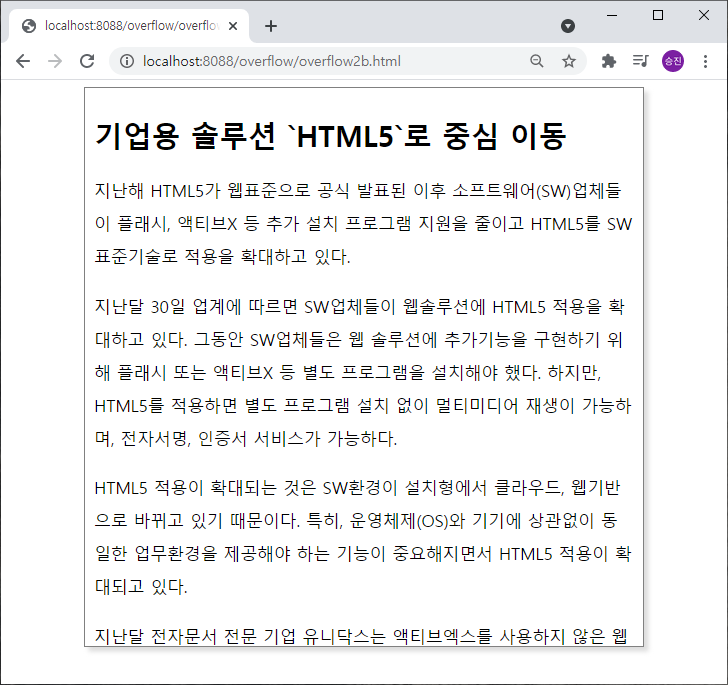 localhost:8088/overflow/overflo
localhost:8088/overflow/overflow2b.html
승진
기업용 솔루션 `HTML5`로 중심 이동
지난해 HTML5가 웹표준으로 공식 발표된 이후 소프트웨어(SW)업체들
이 플래시, 액티브X 등 추가 설치 프로그램 지원을 줄이고 HTML5를 SW
표준기술로 적용을 확대하고 있다.
지난달 30일 업계에 따르면 SW업체들이 웹솔루션에 HTML5 적용을 확
대하고 있다. 그동안 SW업체들은 웹 솔루션에 추가기능을 구현하기 위
해 플래시 또는 액티브X 등 별도 프로그램을 설치해야 했다. 하지만,
HTML5를 적용하면 별도 프로그램 설치 없이 멀티미디어 재생이 가능하
며, 전자서명, 인증서 서비스가 가능하다.
HTML5 적용이 확대되는 것은 SW환경이 설치형에서 클라우드, 웹기반
으로 바뀌고 있기 때문이다. 특히, 운영체제(OS)와 기기에 상관없이 동
일한 업무환경을 제공해야 하는 기능이 중요해지면서 HTML5 적용이 확
대되고 있다.
지난달 전자문서 전문 기업 유니닥스는 액티브엑스를 사용하지 않은 웹